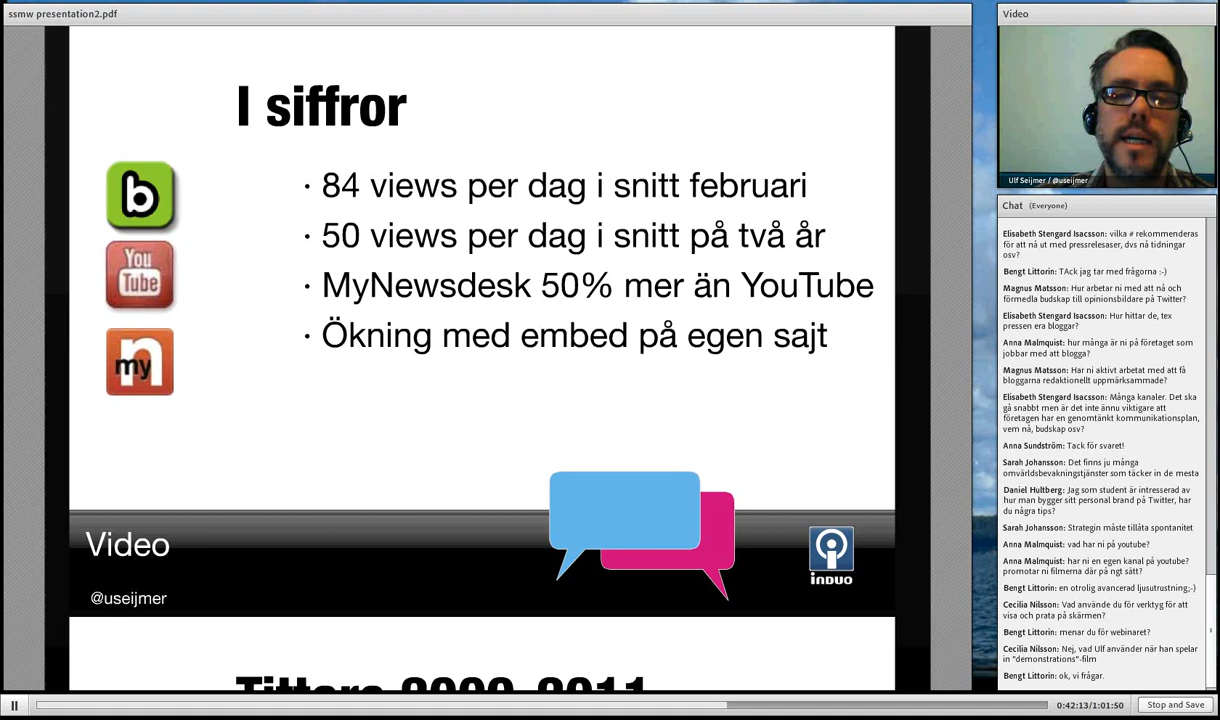 ssmw presentation2.pdf
I siffror
b
You
Tube
my
n
· 84 views per dag i snitt februari
· 50 views per dag i snitt på två år
· MyNewsdesk 50% mer än YouTube
· Ökning med embed på egen sajt
Video
INDUO
@useijmer
Tittare 2009-2011
Video
Ulf Seijmer / @useijmer
Chat (Everyone)
Elisabeth Stengard Isacsson: vilka # rekommenderas
för att nå ut med pressrelesaser, dvs nå tidningar
osv?
Bengt Littorin: TAck jag tar med frågorna :-)
Magnus Matsson: Hur arbetar ni med att nå och
förmedla budskap till opinionsbildare på Twitter?
Elisabeth Stengard Isacsson: Hur hittar de, tex
pressen era bloggar?
Anna Malmquist: hur många är ni på företaget som
jobbar med att blogga?
Magnus Matsson: Har ni aktivt arbetat med att få
bloggarna redaktionellt uppmärksammade?
Elisabeth Stengard Isacsson: Många kanaler. Det ska
gå snabbt men är det inte ännu viktigare att
företagen har en genomtänkt kommunikationsplan,
vem nå, budskap osv?
Anna Sundström: Tack för svaret!
Sarah Johansson: Det finns ju många
omvärldsbevakningstjänster som täcker in de mesta
Daniel Hultberg: Jag som student är intresserad av
hur man bygger sitt personal brand på Twitter, har
du några tips?
Sarah Johansson: Strategin måste tillåta spontanitet
Anna Malmquist: vad har ni på youtube?
Anna Malmquist: har ni en egen kanal på youtube?
promotar ni filmerna där på ngt sätt?
Bengt Littorin: en otrolig avancerad ljusutrustning;-)
Cecilia Nilsson: Vad använde du för verktyg för att
visa och prata på skärmen?
Bengt Littorin: menar du för webinaret?
Cecilia Nilsson: Nej, vad Ulf använder när han spelar
in "demonstrations"-film
Bengt Littorin: ok, vi frågar.
0:42:13/1:01:50
Stop and Save